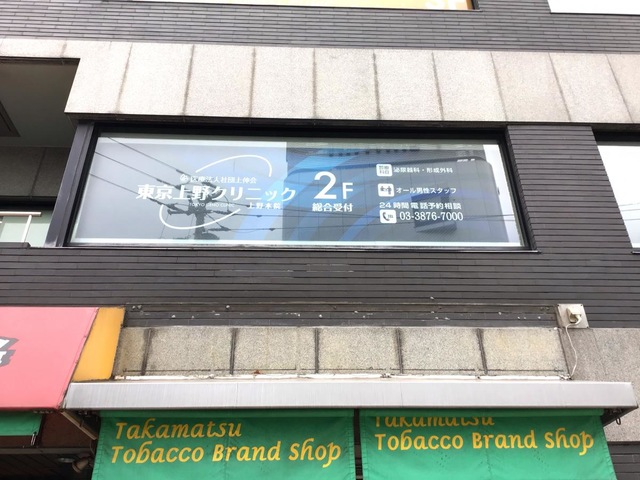 医療法人社団上伸会
東京上野クリニック
TOKYO UENO CLINIC
上野本院
2F
総合受付
泌尿器科・形成外科
オール男性スタッフ
24時間電話予約相談
03-3876-7000
Takamatsu
Tobacco Brand Shop
Takamatsu
Tobacco Brand Shop